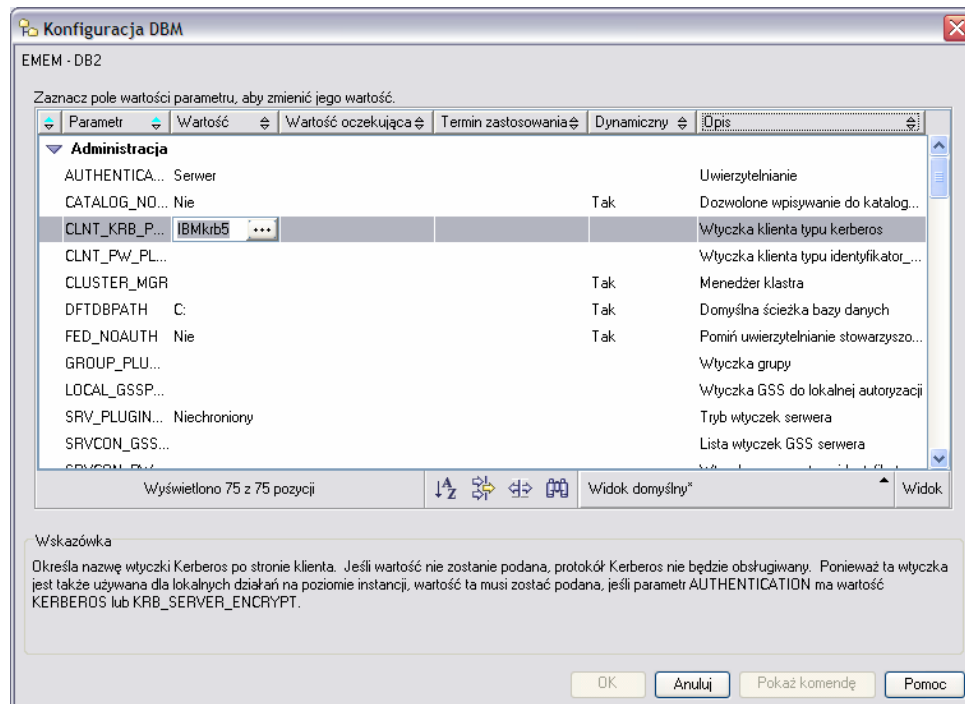 Konfiguracja DBM
EMEM - DB2
Zaznacz pole wartości parametru, aby zmienić jego wartość.
Parametr Wartość Wartość oczekująca Termin zastosowania Dynamiczny Opis
Administracja
AUTHENTICA... Serwer Uwierzytelnianie
CATALOG_NO... Nie Tak Dozwolone wpisywanie do katalog...
CLNT_KRB_P... IBMkrb5 ... Wtyczka klienta typu kerberos
CLNT_PW_PL... Wtyczka klienta typu identyfikator_...
CLUSTER_MGR Tak Menedżer klastra
DFTDBPATH C: Tak Domyślna ścieżka bazy danych
FED_NOAUTH Nie Tak Pomiń uwierzytelnianie stowarzyszo...
GROUP_PLU... Wtyczka grupy
LOCAL_GSSP... Wtyczka GSS do lokalnej autoryzacji
SRV_PLUGIN... Niechroniony Tryb wtyczek serwera
SRVCON_GSS... Lista wtyczek GSS serwera
Wyświetlono 75 z 75 pozycji Widok domyślny* Widok
Wskazówka
Określa nazwę wtyczki Kerberos po stronie klienta. Jeśli wartość nie zostanie podana, protokół Kerberos nie będzie obsługiwany. Ponieważ ta wtyczka
jest także używana dla lokalnych działań na poziomie instancji, wartość ta musi zostać podana, jeśli parametr AUTHENTICATION ma wartość
KERBEROS lub KRB_SERVER_ENCRYPT.
OK Anuluj Pokaż komendę Pomoc